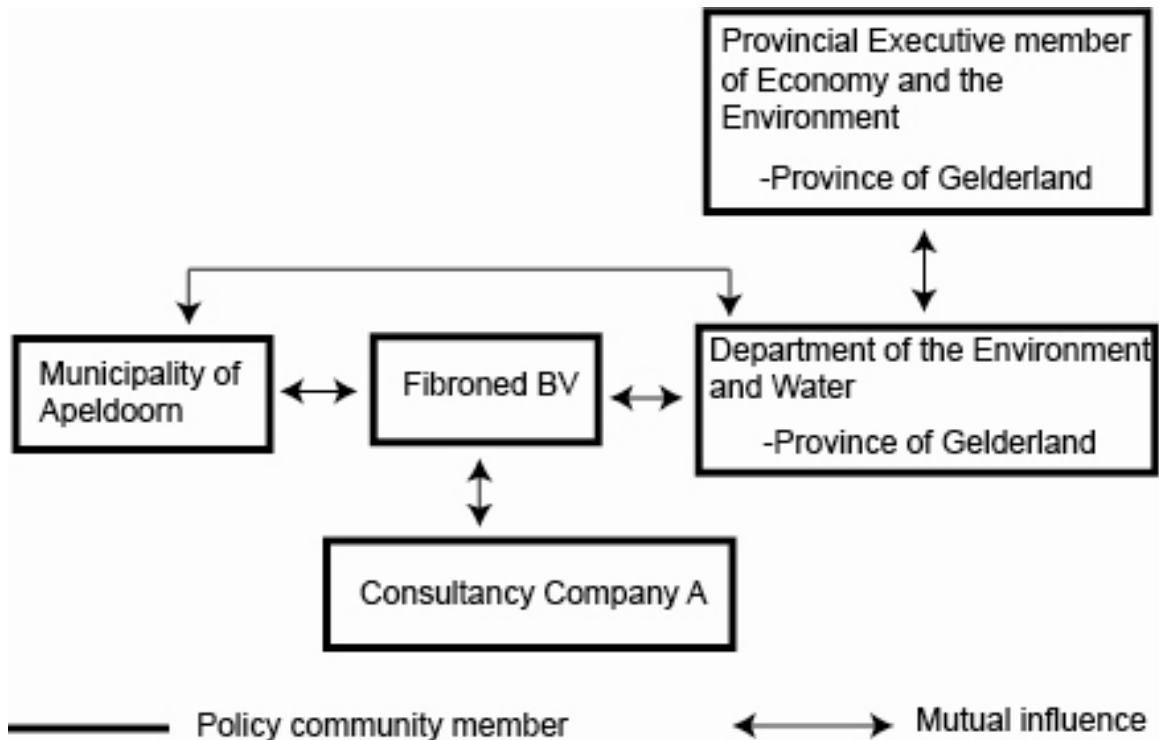 Provincial Executive member
of Economy and the
Environment
-Province of Gelderland
Municipality of
Apeldoorn
Fibroned BV
Department of the Environment
and Water
-Province of Gelderland
Consultancy Company A
Policy community member
Mutual influence